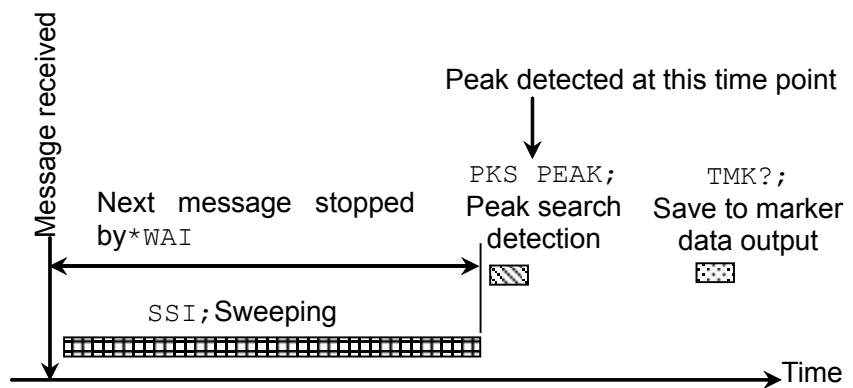 Message received
Peak detected at this time point
Next message stopped
by*WAI
PKS PEAK;
Peak search
detection
TMK?;
Save to marker
data output
SSI;Sweeping
Time